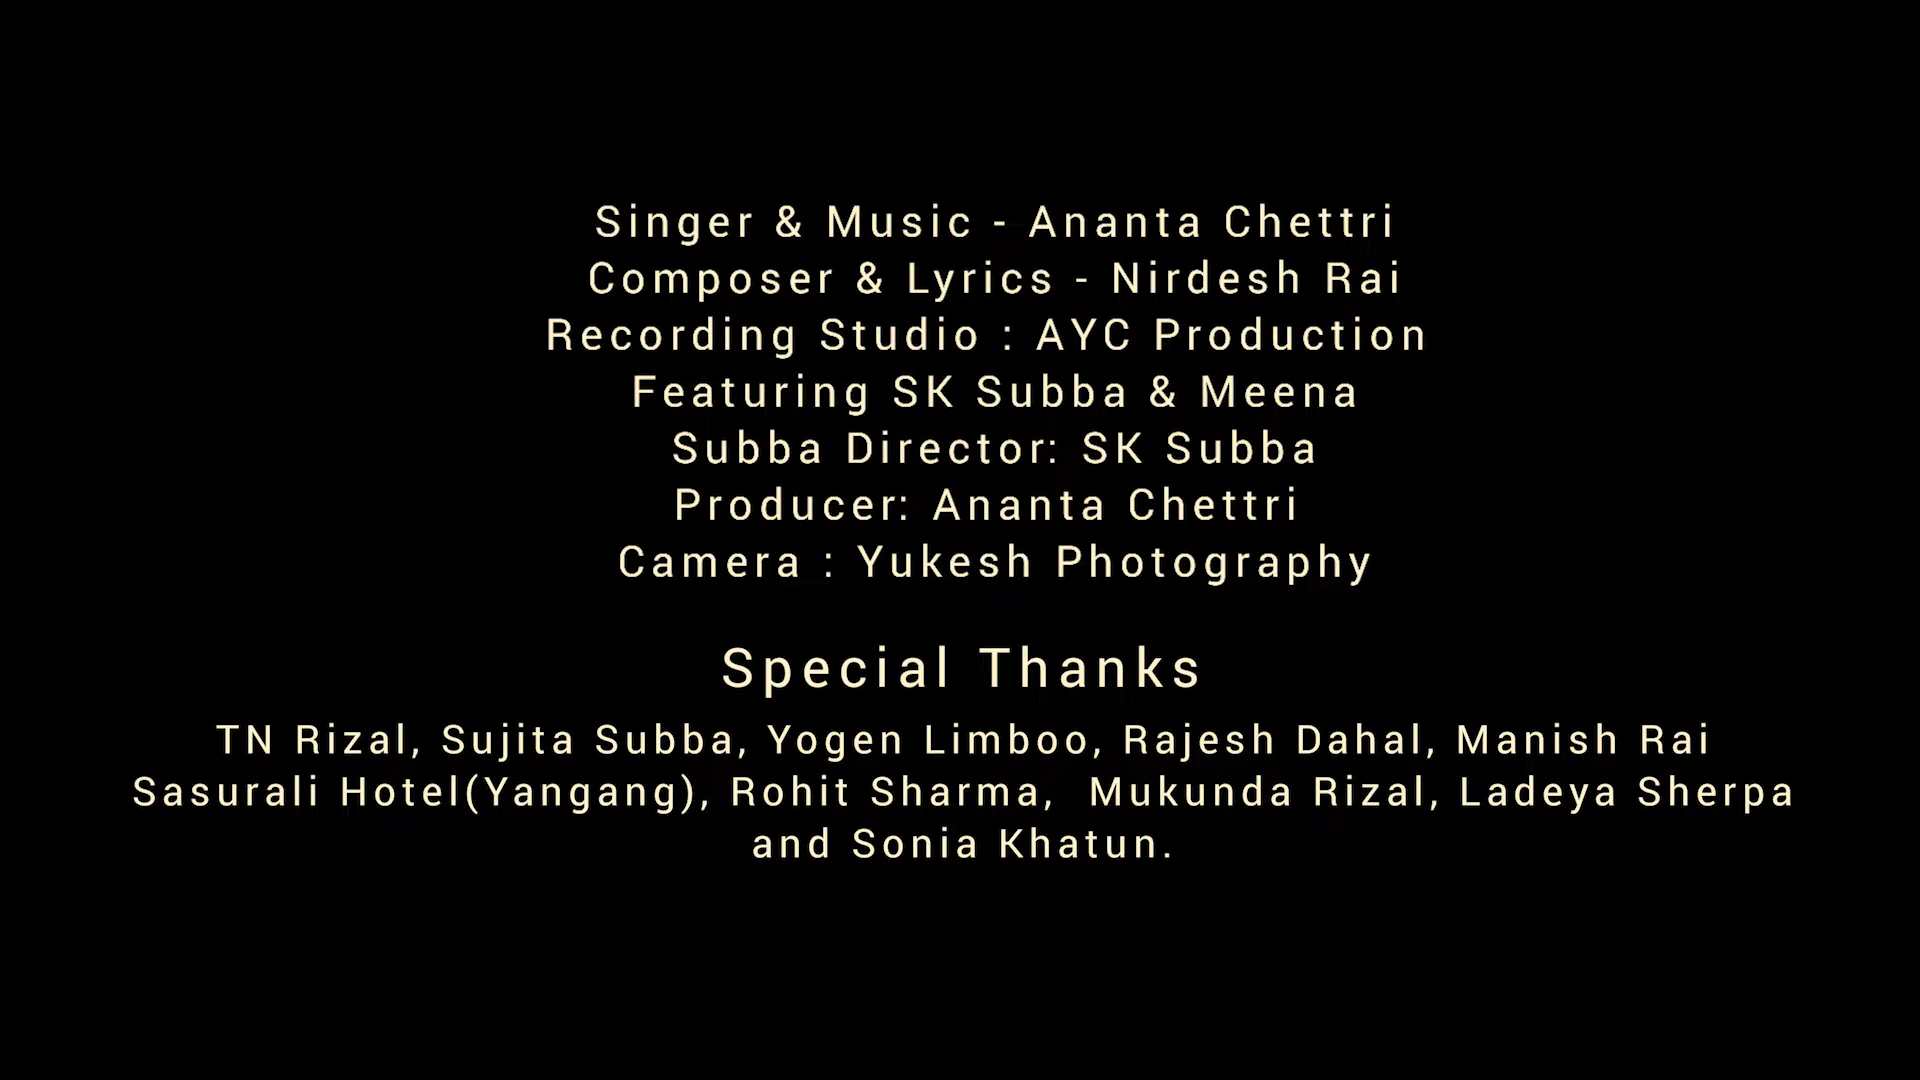 Singer & Music - Ananta Chettri
Composer & Lyrics - Nirdesh Rai
Recording Studio : AYC Production
Featuring SK Subba & Meena
Subba Director: SK Subba
Producer: Ananta Chettri
Camera : Yukesh Photography
Special Thanks
TN Rizal, Sujita Subba, Yogen Limboo, Rajesh Dahal, Manish Rai
Sasurali Hotel(Yangang), Rohit Sharma,  Mukunda Rizal, Ladeya Sherpa
and Sonia Khatun.